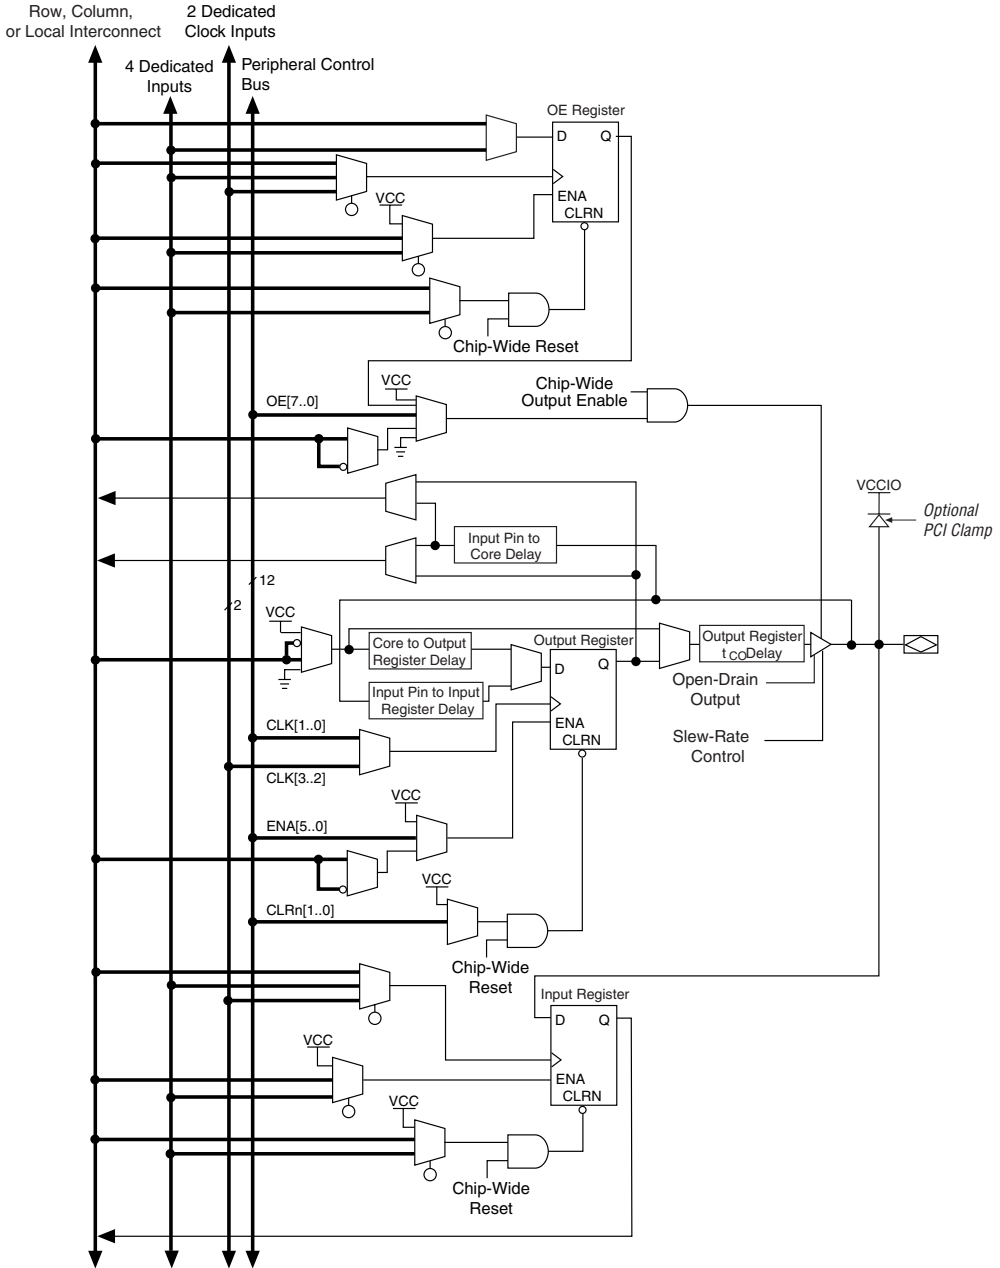 Row, Column,
or Local Interconnect
2 Dedicated
Clock Inputs
4 Dedicated
Inputs
Peripheral Control
Bus
OE Register
D
Q
ENA
CLRN
VCC
Chip-Wide Reset
VCC
OE[7..0]
Chip-Wide
Output Enable
VCCIO
Optional
PCI Clamp
Input Pin to
Core Delay
12
2
VCC
Core to Output
Register Delay
Input Pin to Input
Register Delay
Output Register
D
Q
ENA
CLRN
Output Register
t CO Delay
Open-Drain
Output
Slew-Rate
Control
CLK[1..0]
CLK[3..2]
VCC
ENA[5..0]
VCC
CLRn[1..0]
Chip-Wide
Reset
Input Register
D
Q
ENA
CLRN
VCC
VCC
Chip-Wide
Reset